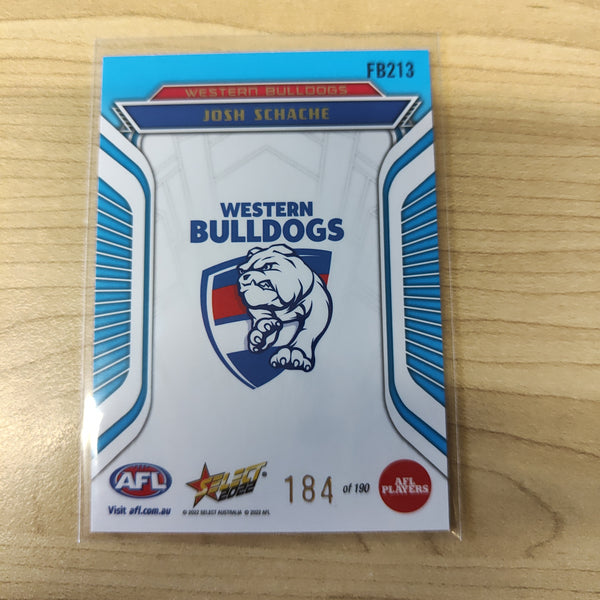 FB213
WESTERN BULLDOGS
JOSH SCHACHE
WESTERN
BULLDOGS
AFL
SELECT
2022
184 of 190
AFL
PLAYERS
Visit afl.com.au
© 2022 SELECT AUSTRALIA © 2022 AFL